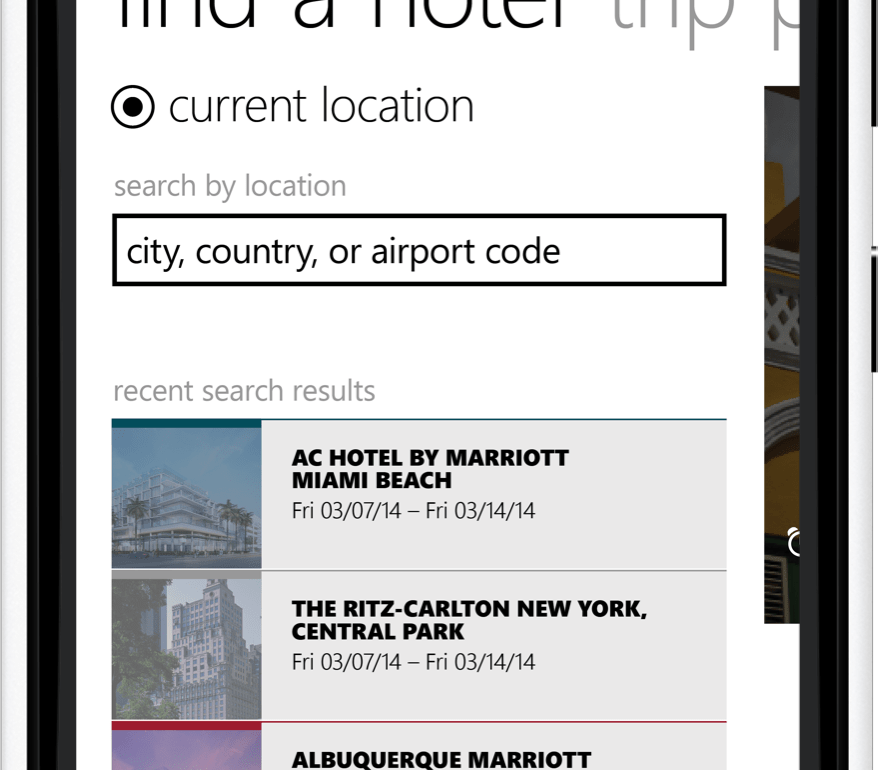 find a hotel trip p
current location
search by location
city, country, or airport code
recent search results
AC HOTEL BY MARRIOTT
MIAMI BEACH
Fri 03/07/14 – Fri 03/14/14
THE RITZ-CARLTON NEW YORK,
CENTRAL PARK
Fri 03/07/14 – Fri 03/14/14
ALBUQUERQUE MARRIOTT